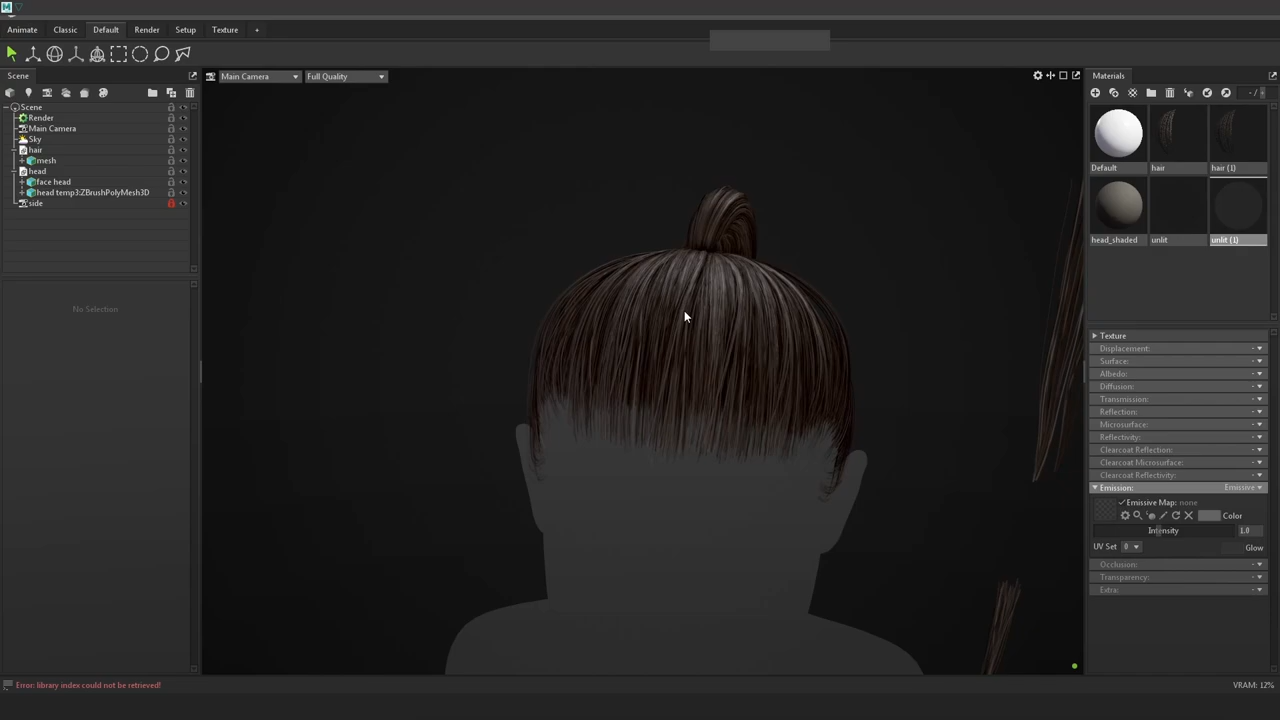 Animate Classic Default Render Setup Texture +
Scene
Main Camera Full Quality
Materials
- /
Scene
Render
Main Camera
Sky
hair
mesh
head
face head
head temp3:ZBrushPolyMesh3D
side
No Selection
Default hair hair (1)
head_shaded unlit unlit (1)
Texture
Displacement:
Surface:
Albedo:
Diffusion:
Transmission:
Reflection:
Microsurface:
Reflectivity:
Clearcoat Reflection:
Clearcoat Microsurface:
Clearcoat Reflectivity:
Emission: Emissive
Emissive Map: none
Color
Intensity 1.0
UV Set 0 Glow
Occlusion:
Transparency:
Extra:
Error: library index could not be retrieved! VRAM: 12%